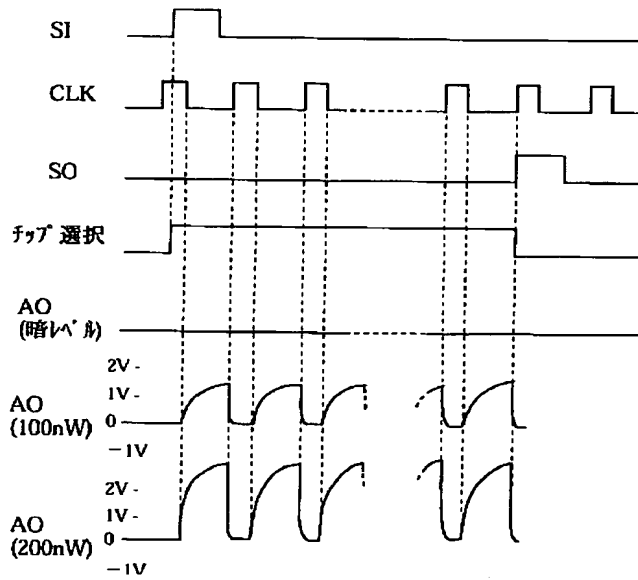 SI
CLK
SO
チップ 選択
AO
(暗レベル)
2V -
1V -
0
-1V
AO
(100nW)
2V -
1V -
0
-1V
AO
(200nW)